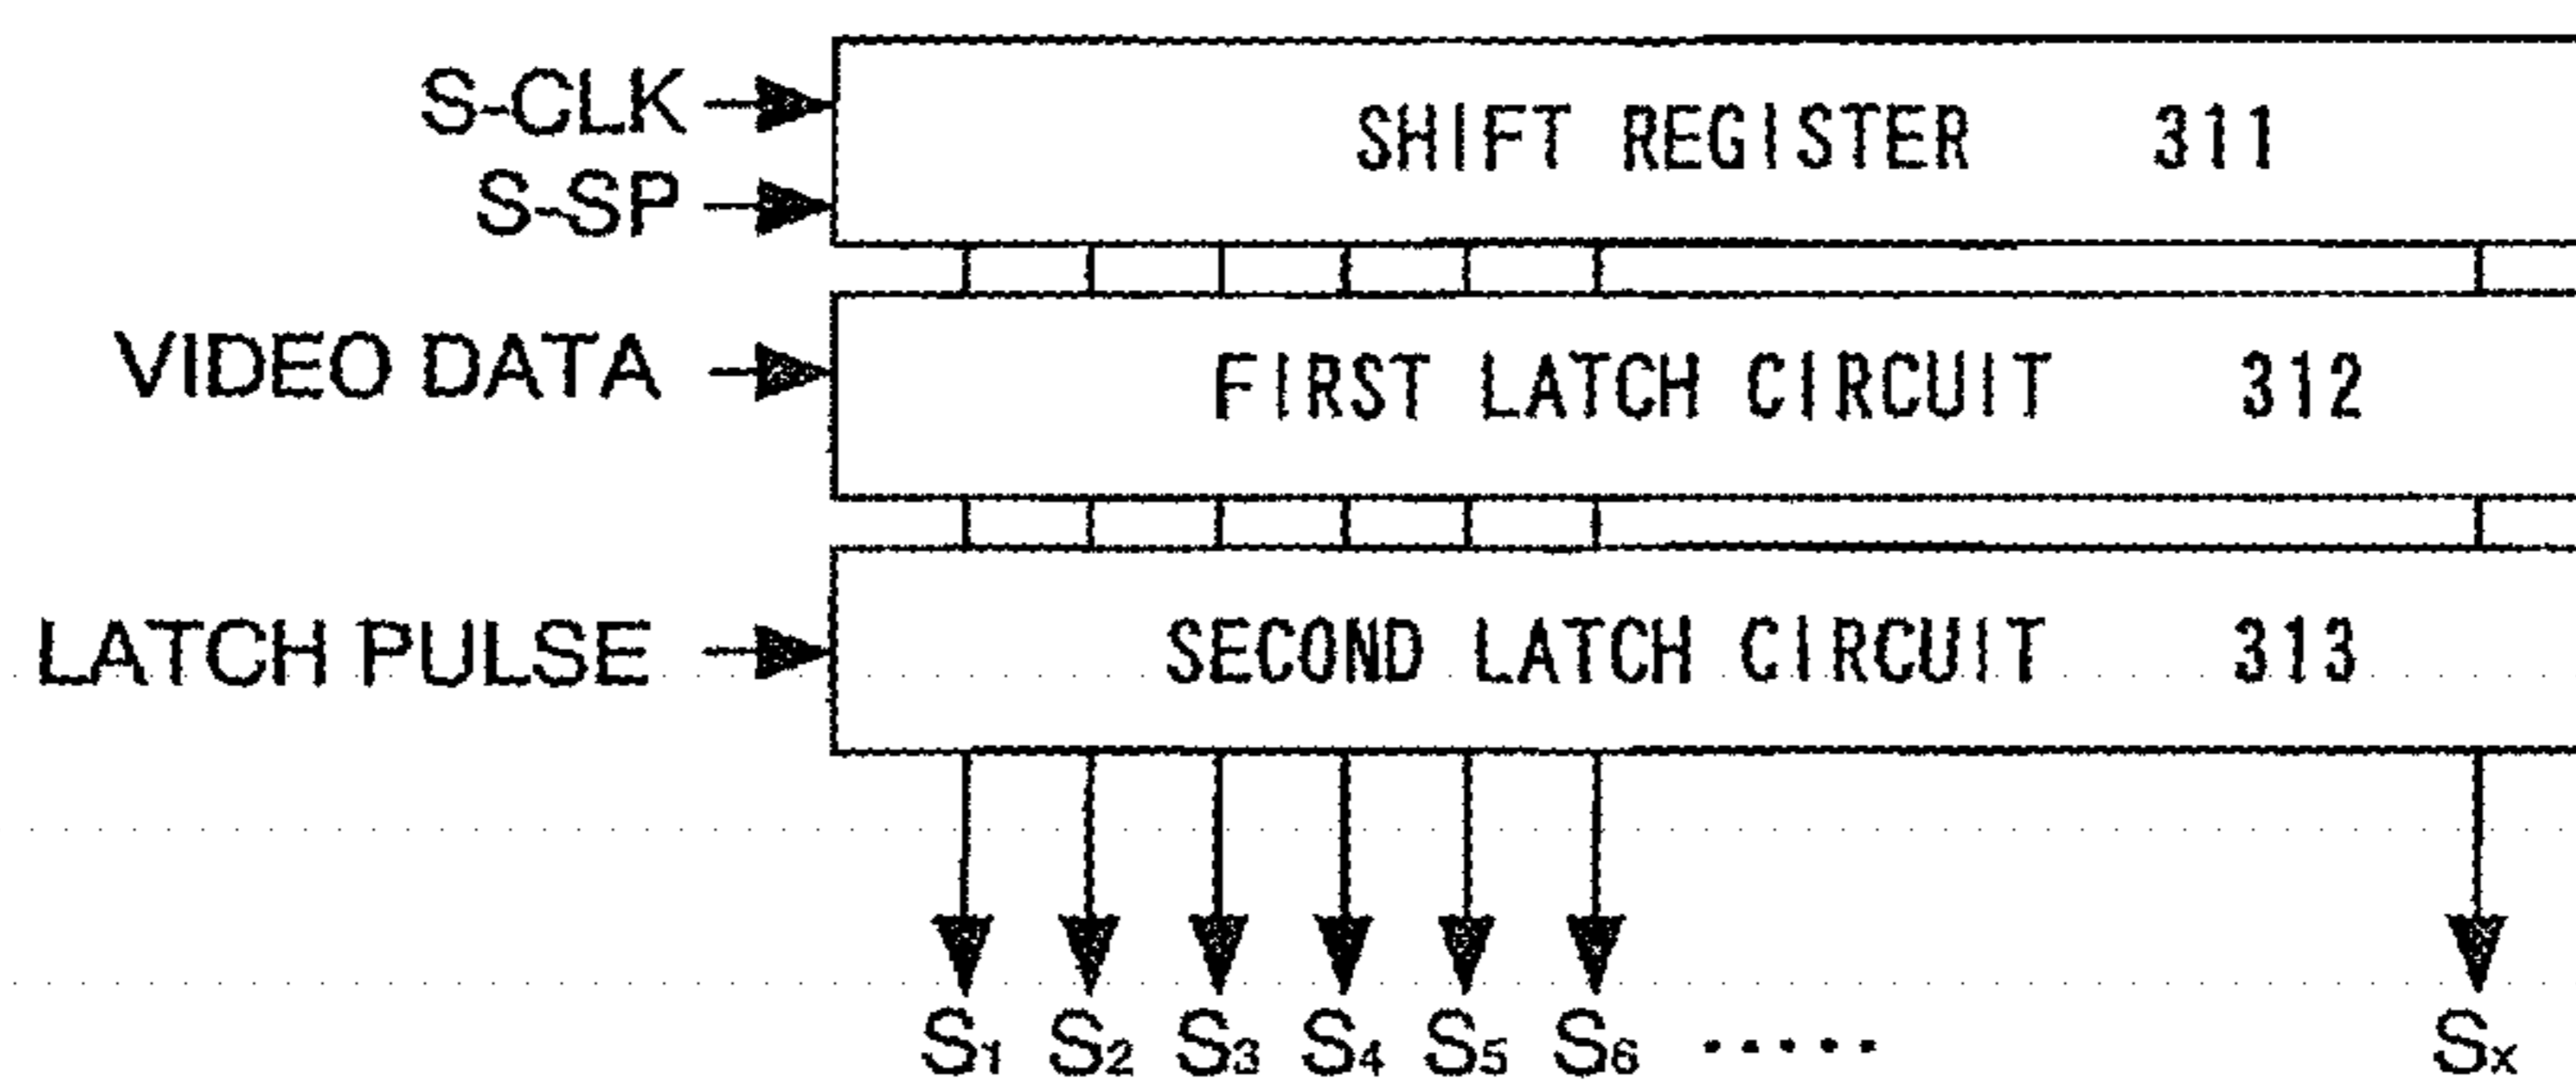 S-CLK
SHIFT REGISTER 311
S-SP
VIDEO DATA
FIRST LATCH CIRCUIT 312
LATCH PULSE
SECOND LATCH CIRCUIT 313
S1 S2 S3 S4 S5 S6 ····· Sx